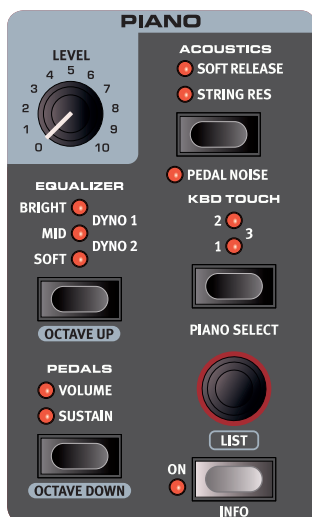 PIANO
LEVEL
0 1 2 3 4 5 6 7 8 9 10
ACOUSTICS
SOFT RELEASE
STRING RES
PEDAL NOISE
EQUALIZER
BRIGHT
DYNO 1
MID
DYNO 2
SOFT
OCTAVE UP
KBD TOUCH
2
3
1
PIANO SELECT
LIST
PEDALS
VOLUME
SUSTAIN
OCTAVE DOWN
ON
INFO